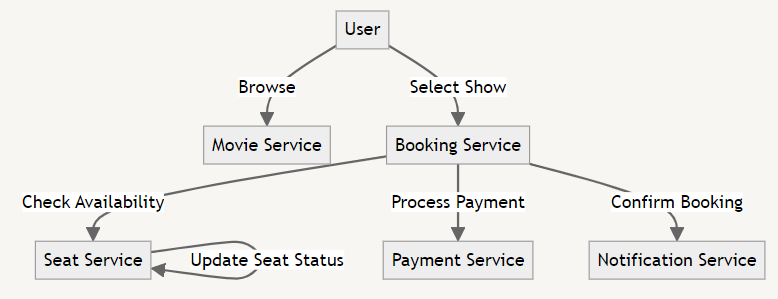 User
Browse
Select Show
Movie Service
Booking Service
Check Availability
Process Payment
Confirm Booking
Seat Service
Update Seat Status
Payment Service
Notification Service